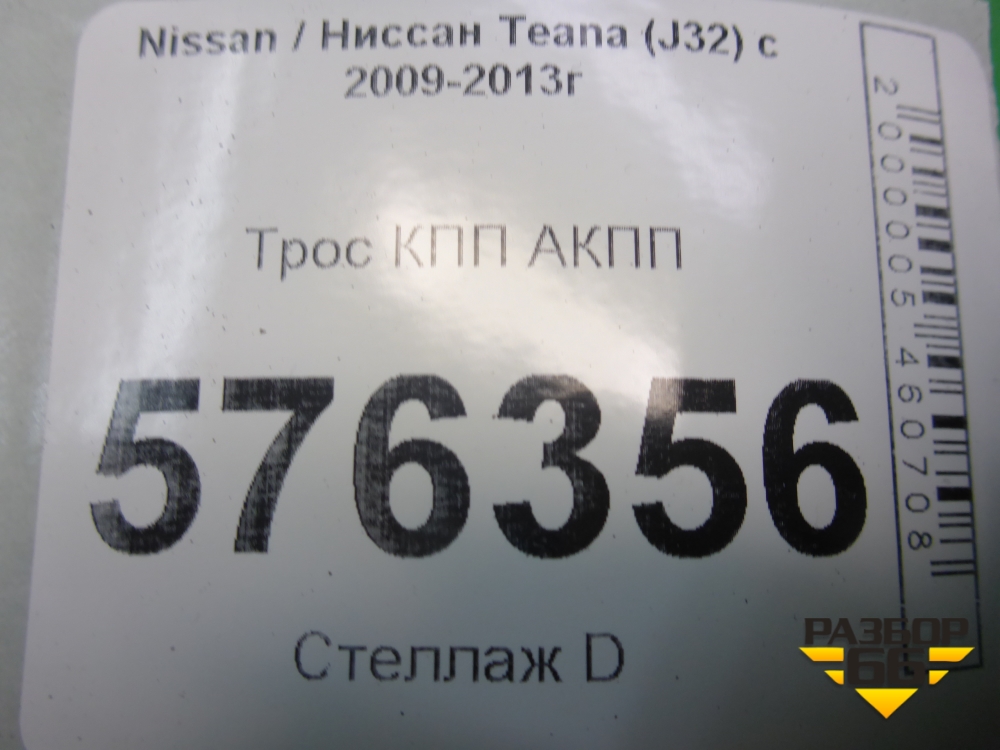 Nissan / Ниссан Teana (J32) с
2009-2013г
Трос КПП АКПП
576356
Стеллаж D
2000005460708
РАЗБОР
66